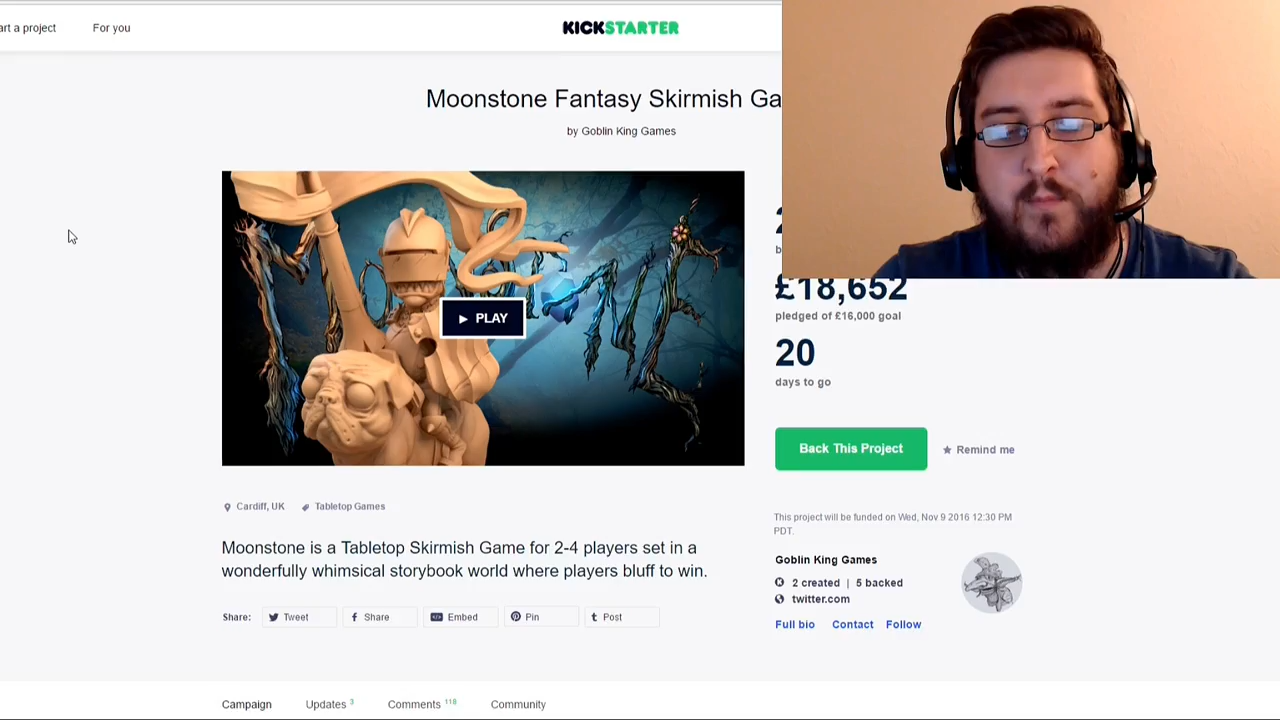 art a project
For you
KICKSTARTER
Moonstone Fantasy Skirmish Ga
by Goblin King Games
PLAY
£18,652
pledged of £16,000 goal
20
days to go
Back This Project
Remind me
Cardiff, UK
Tabletop Games
This project will be funded on Wed, Nov 9 2016 12:30 PM
PDT.
Moonstone is a Tabletop Skirmish Game for 2-4 players set in a
wonderfully whimsical storybook world where players bluff to win.
Goblin King Games
2 created | 5 backed
twitter.com
Share:
Tweet
Share
Embed
Pin
Post
Full bio
Contact
Follow
Campaign
Updates 3
Comments 118
Community